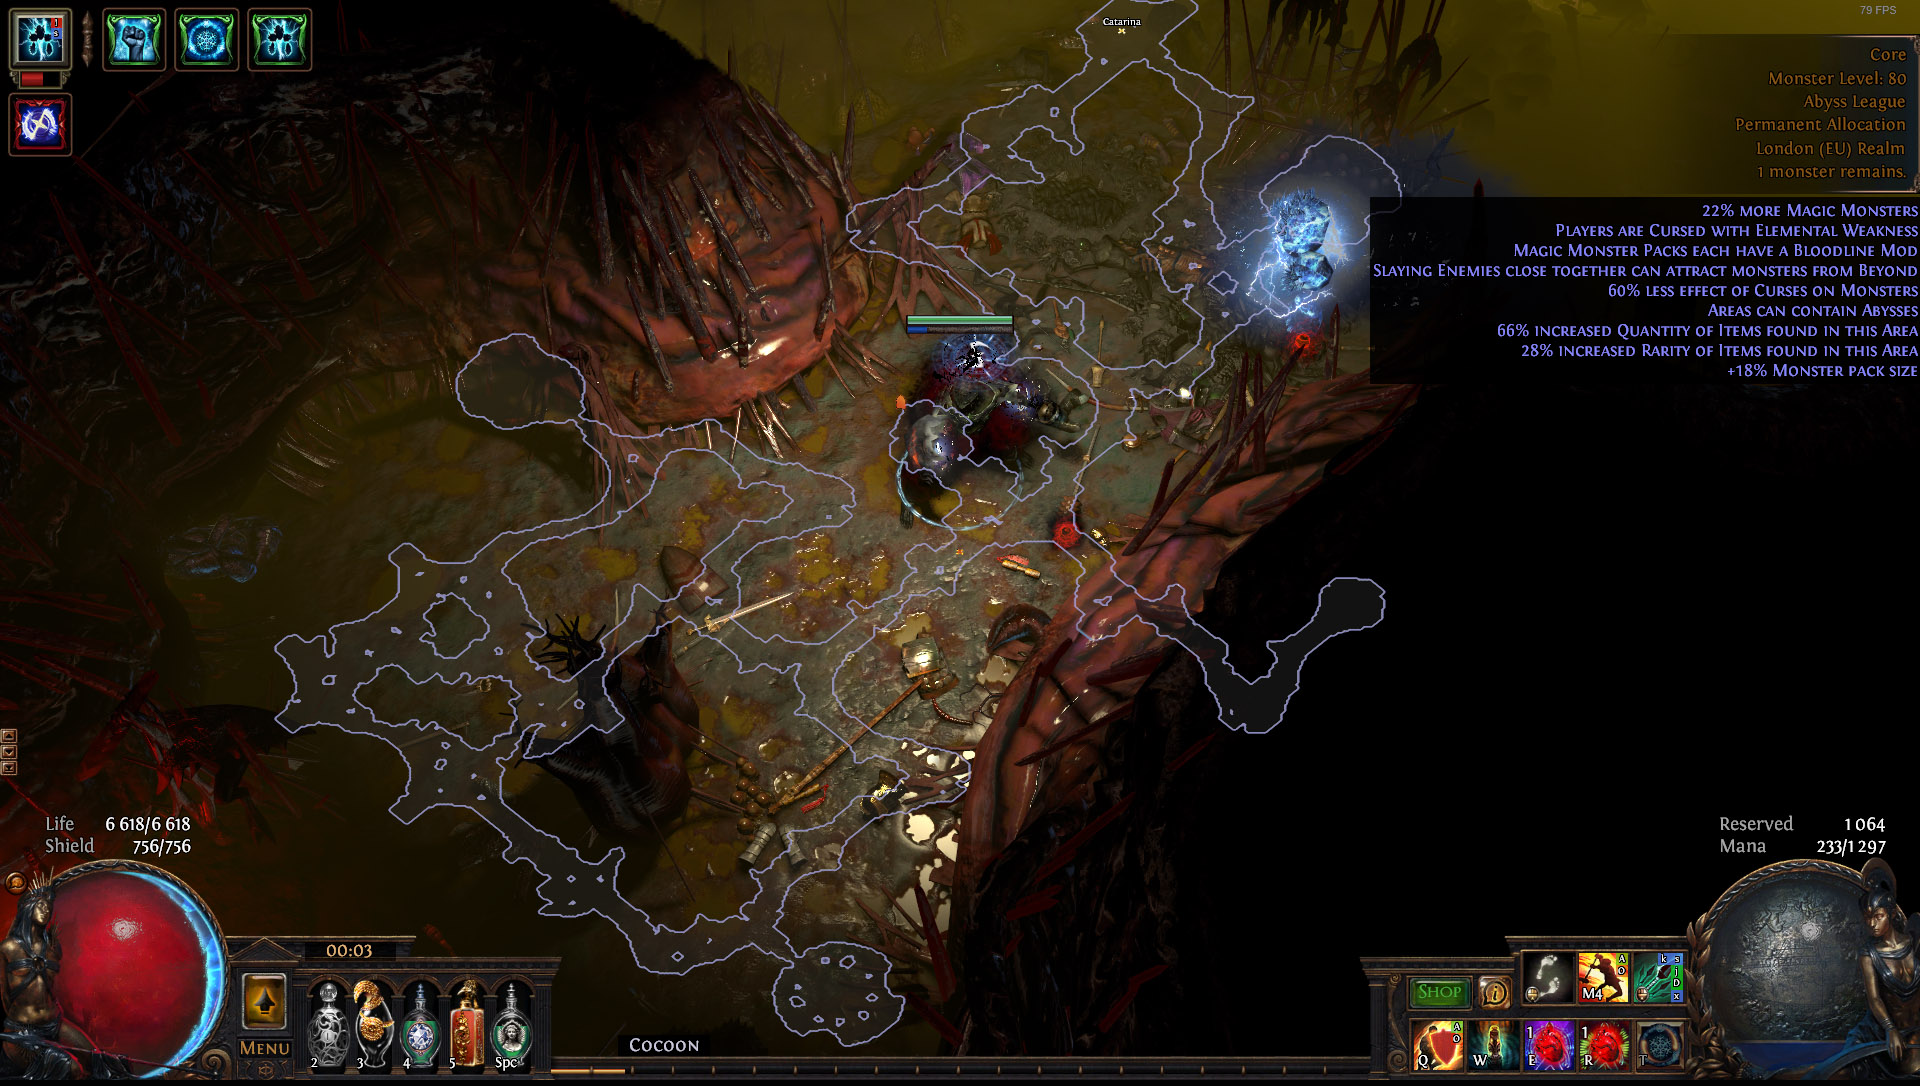 79 FPS
1
3
Catarina
Core
Monster Level: 80
Abyss League
Permanent Allocation
London (EU) Realm
1 monster remains.
22% more Magic Monsters
Players are Cursed with Elemental Weakness
Magic Monster Packs each have a Bloodline Mod
Slaying Enemies close together can attract monsters from Beyond
60% less effect of Curses on Monsters
Areas can contain Abysses
66% increased Quantity of Items found in this Area
28% increased Rarity of Items found in this Area
+18% Monster pack size
Life 6 618/6 618
Shield 756/756
Reserved 1 064
Mana 233/1 297
00:03
Menu
2 3 4 5 Spc
Cocoon
Shop
M4 A O
k s j D x
Q A O W 1 E 1 R T